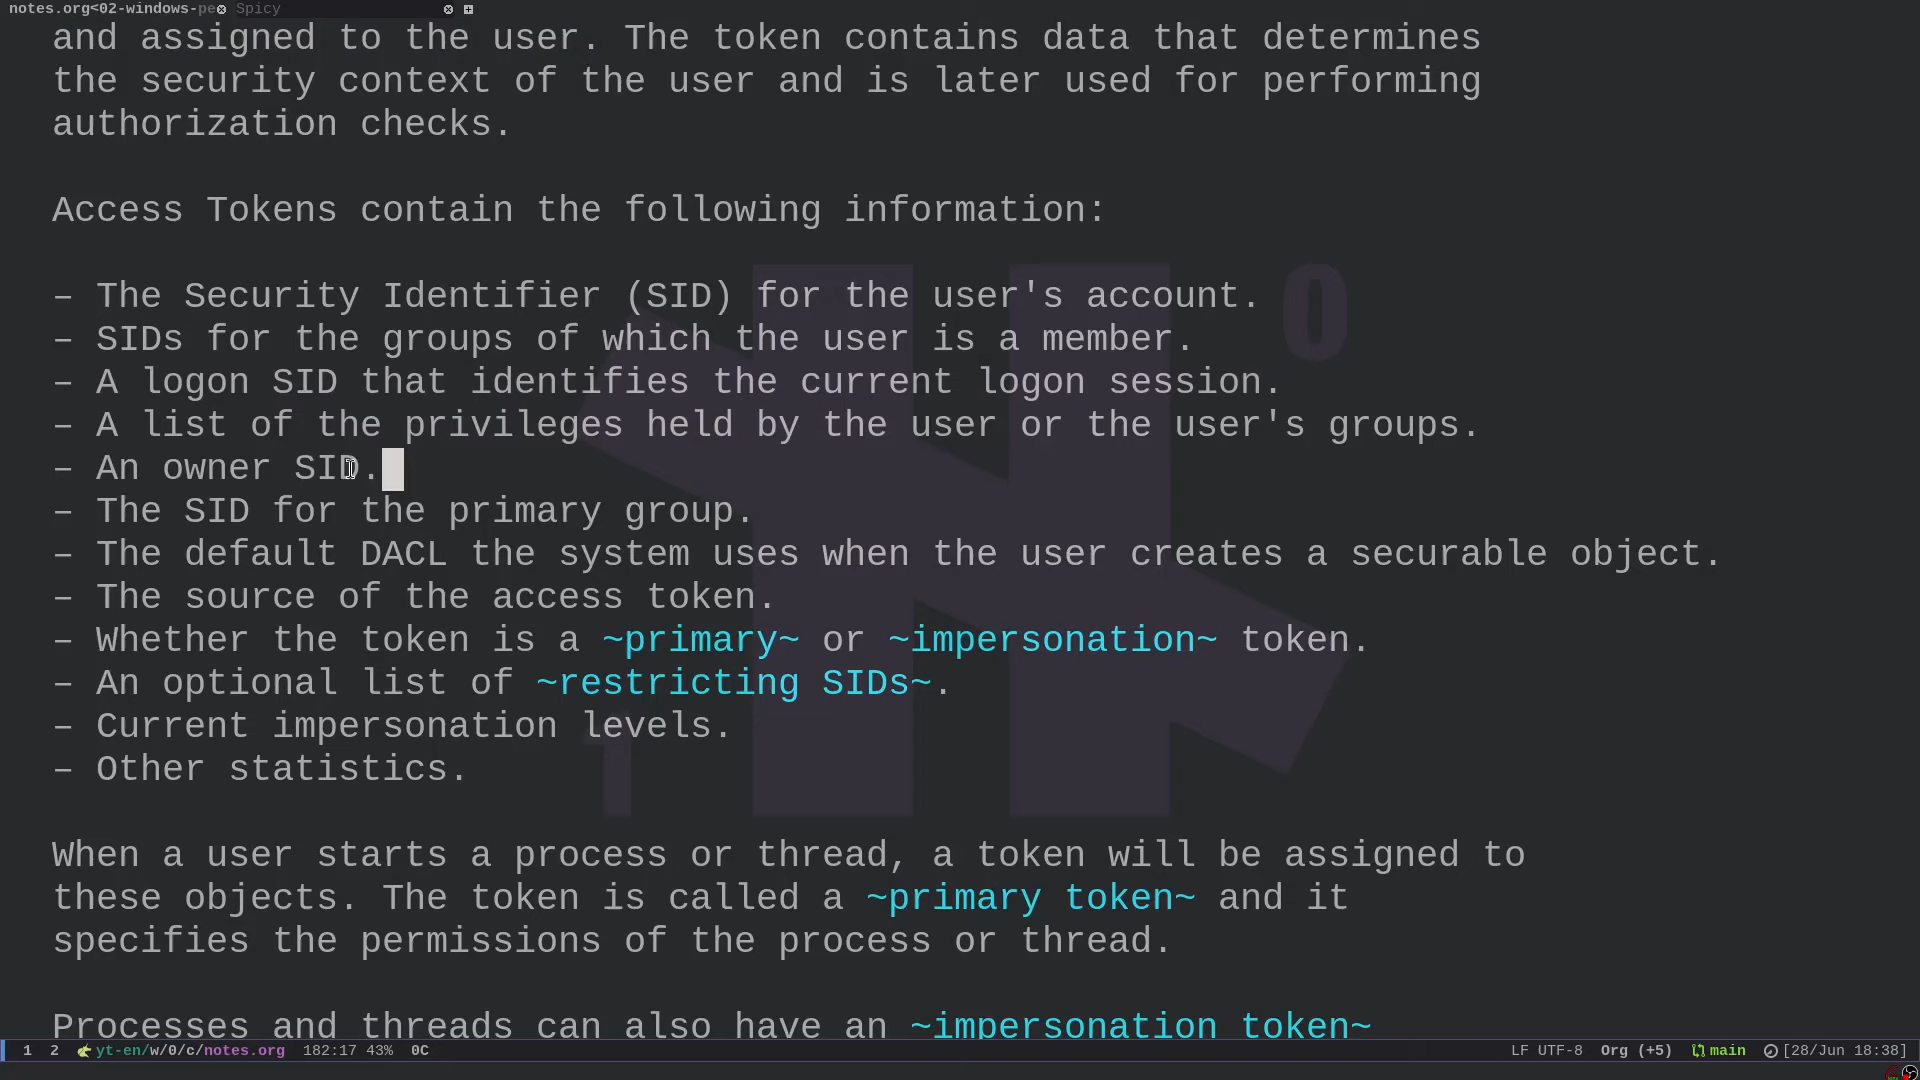 notes.org<02-windows-pe Spicy
and assigned to the user. The token contains data that determines
the security context of the user and is later used for performing
authorization checks.
Access Tokens contain the following information:
– The Security Identifier (SID) for the user's account.
– SIDs for the groups of which the user is a member.
– A logon SID that identifies the current logon session.
– A list of the privileges held by the user or the user's groups.
– An owner SID.
– The SID for the primary group.
– The default DACL the system uses when the user creates a securable object.
– The source of the access token.
– Whether the token is a ~primary~ or ~impersonation~ token.
– An optional list of ~restricting SIDs~.
– Current impersonation levels.
– Other statistics.
When a user starts a process or thread, a token will be assigned to
these objects. The token is called a ~primary token~ and it
specifies the permissions of the process or thread.
Processes and threads can also have an ~impersonation token~
1 2 yt-en/w/0/c/notes.org 182:17 43% 0C LF UTF-8 Org (+5) main [28/Jun 18:38]
0
1